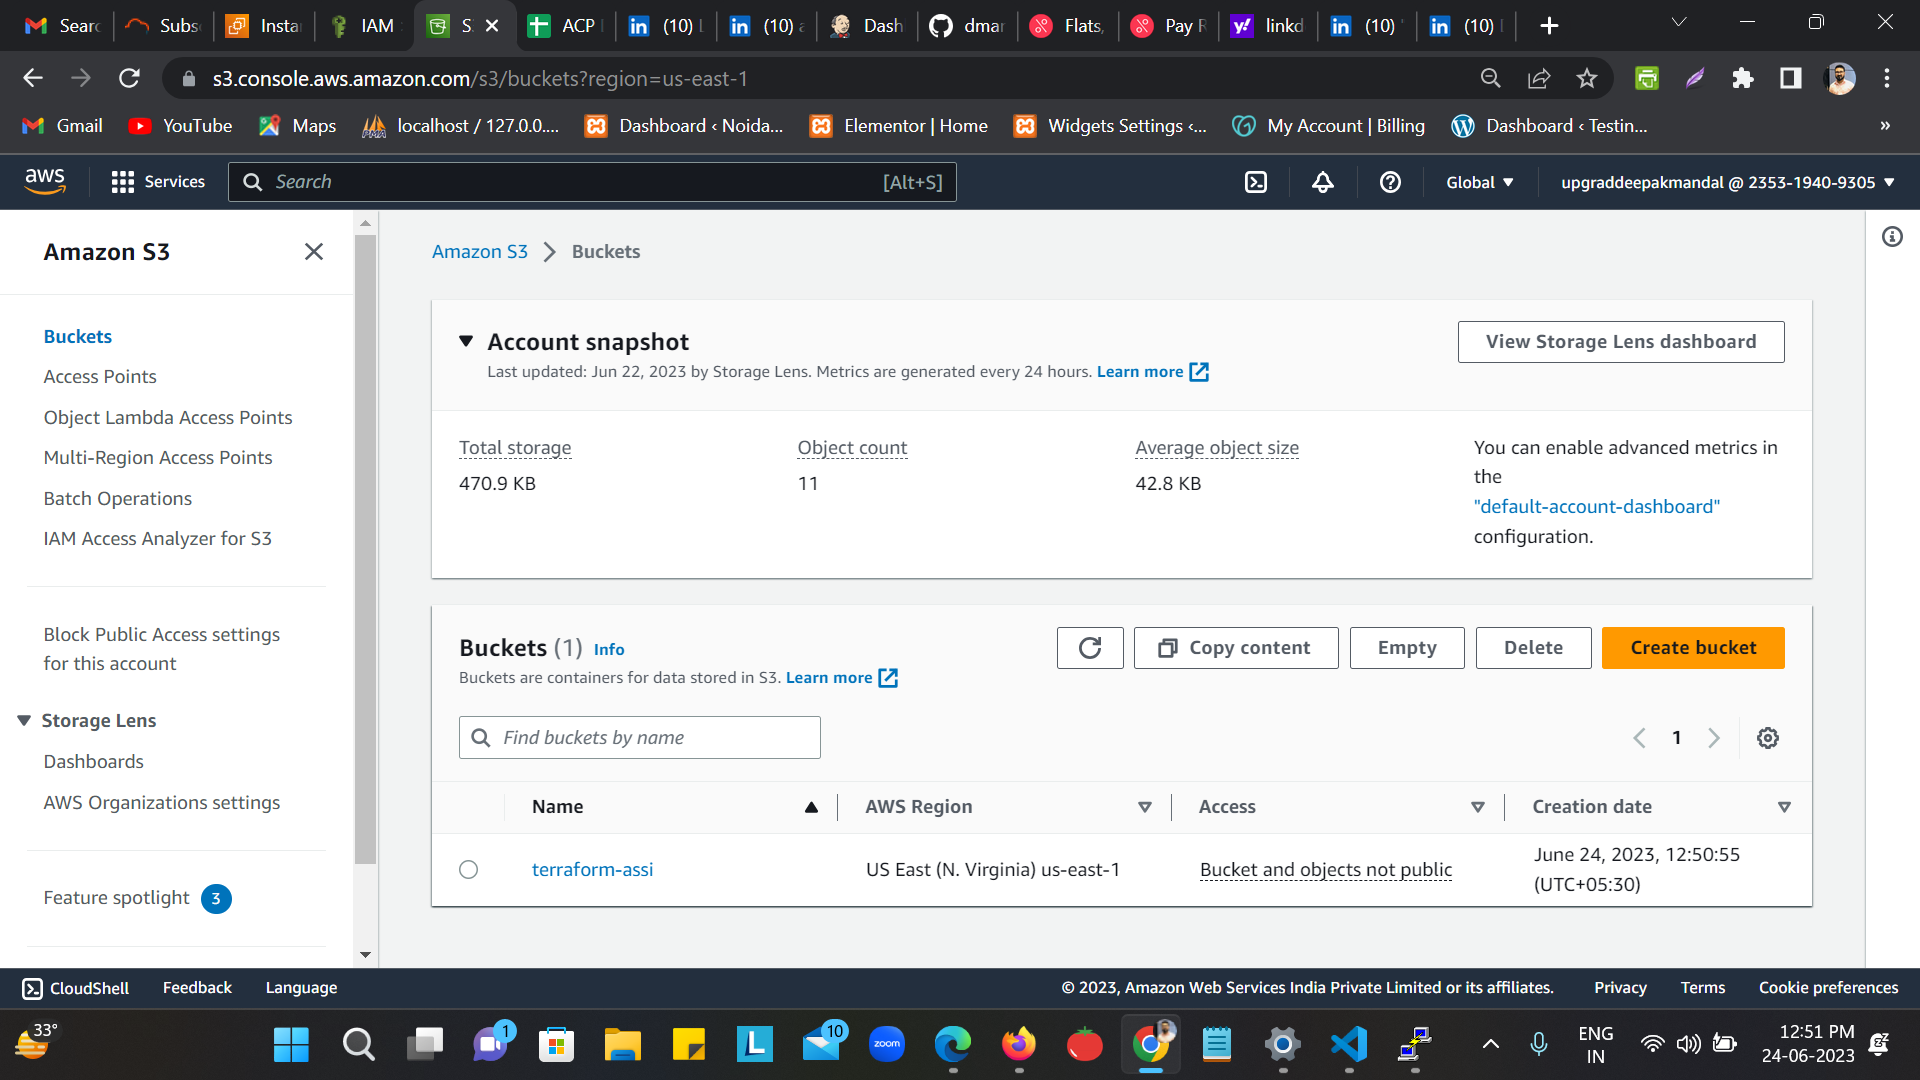 Sear
Subs
Insta
IAM
S
ACP
(10)
(10)
Dash
dmar
Flats,
Pay R
linkd
(10)
(10)
s3.console.aws.amazon.com/s3/buckets?region=us-east-1
Gmail
YouTube
Maps
localhost / 127.0.0....
Dashboard ‹ Noida...
Elementor | Home
Widgets Settings ‹...
My Account | Billing
Dashboard ‹ Testin...
»
aws
Services
Search
[Alt+S]
Global
upgraddeepakmandal @ 2353-1940-9305
Amazon S3
Buckets
Access Points
Object Lambda Access Points
Multi-Region Access Points
Batch Operations
IAM Access Analyzer for S3
Block Public Access settings
for this account
Storage Lens
Dashboards
AWS Organizations settings
Feature spotlight 3
Amazon S3 > Buckets
Account snapshot
Last updated: Jun 22, 2023 by Storage Lens. Metrics are generated every 24 hours. Learn more
View Storage Lens dashboard
Total storage
470.9 KB
Object count
11
Average object size
42.8 KB
You can enable advanced metrics in
the
"default-account-dashboard"
configuration.
Buckets (1) Info
Buckets are containers for data stored in S3. Learn more
Copy content
Empty
Delete
Create bucket
Find buckets by name
1
Name
AWS Region
Access
Creation date
terraform-assi
US East (N. Virginia) us-east-1
Bucket and objects not public
June 24, 2023, 12:50:55
(UTC+05:30)
CloudShell
Feedback
Language
© 2023, Amazon Web Services India Private Limited or its affiliates.
Privacy
Terms
Cookie preferences
33°
1
L
10
zoom
ENG
IN
12:51 PM
24-06-2023